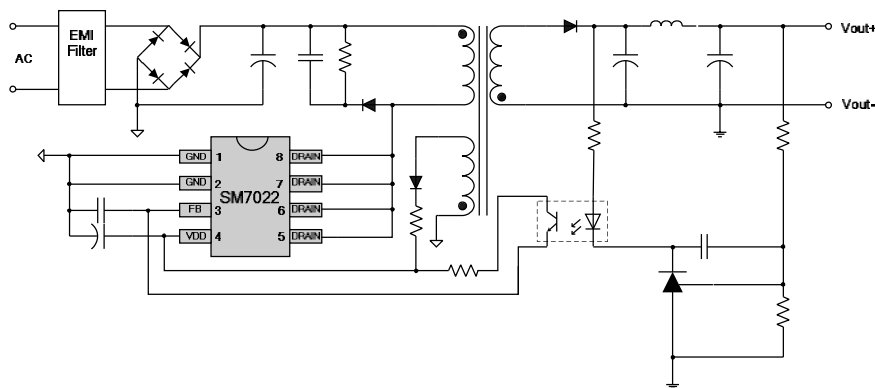 EMI
Filter
AC
Vout+
Vout-
GND 1 8 DRAIN
GND 2 7 DRAIN
SM7022
FB 3 6 DRAIN
VDD 4 5 DRAIN